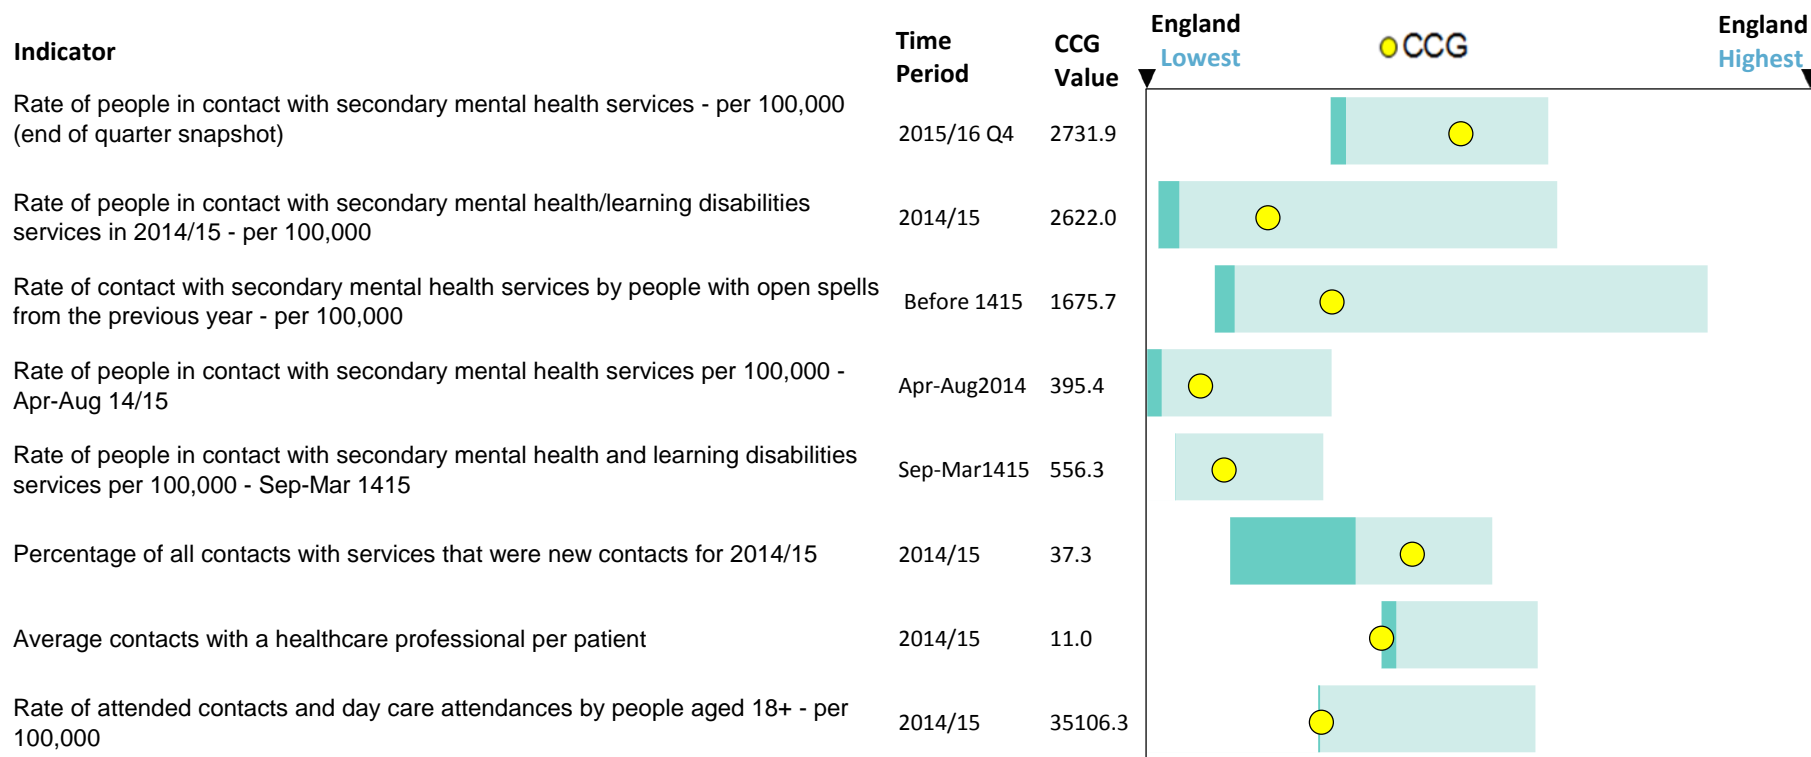 Indicator
Time
Period
CCG
Value
England
Lowest
CCG
England
Highest
Rate of people in contact with secondary mental health services - per 100,000
(end of quarter snapshot)
2015/16 Q4
2731.9
Rate of people in contact with secondary mental health/learning disabilities
services in 2014/15 - per 100,000
2014/15
2622.0
Rate of contact with secondary mental health services by people with open spells
from the previous year - per 100,000
Before 1415
1675.7
Rate of people in contact with secondary mental health services per 100,000 -
Apr-Aug 14/15
Apr-Aug2014
395.4
Rate of people in contact with secondary mental health and learning disabilities
services per 100,000 - Sep-Mar 1415
Sep-Mar1415
556.3
Percentage of all contacts with services that were new contacts for 2014/15
2014/15
37.3
Average contacts with a healthcare professional per patient
2014/15
11.0
Rate of attended contacts and day care attendances by people aged 18+ - per
100,000
2014/15
35106.3